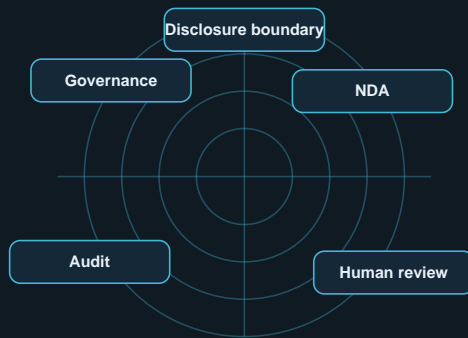 Disclosure boundary
Governance
NDA
Audit
Human review